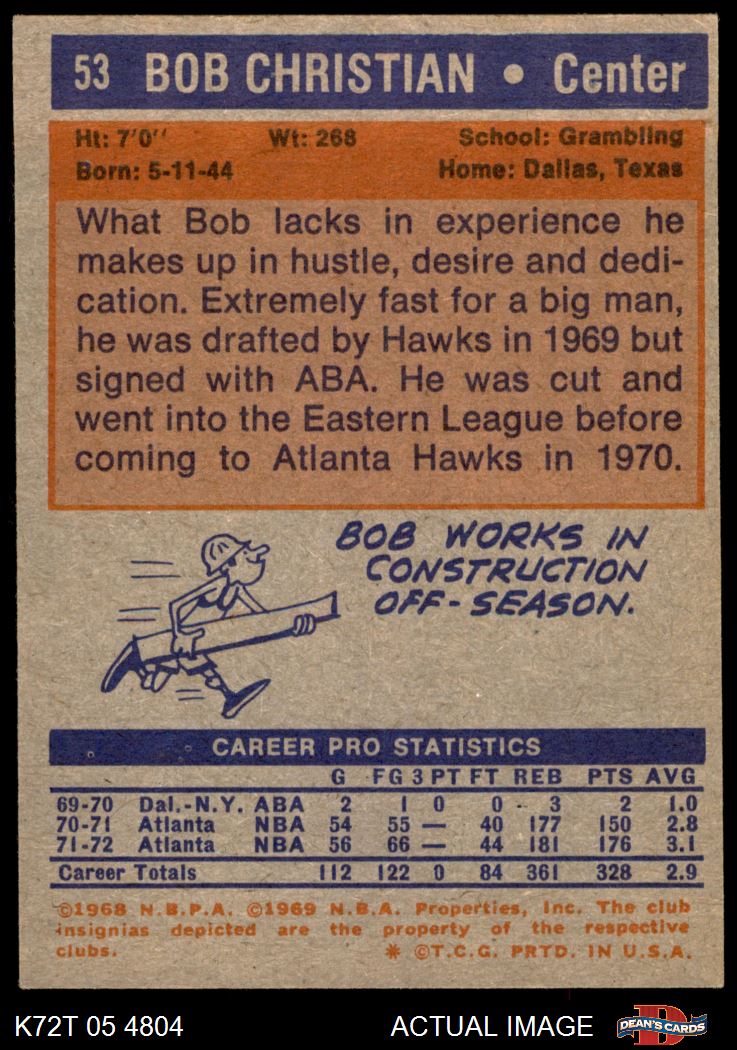 53 BOB CHRISTIAN • Center
Ht: 7'0'' Wt: 268 School: Grambling
Born: 5-11-44 Home: Dallas, Texas
What Bob lacks in experience he
makes up in hustle, desire and dedi-
cation. Extremely fast for a big man,
he was drafted by Hawks in 1969 but
signed with ABA. He was cut and
went into the Eastern League before
coming to Atlanta Hawks in 1970.
BOB WORKS IN
CONSTRUCTION
OFF-SEASON.
CAREER PRO STATISTICS
G FG 3PT FT REB PTS AVG
69-70 Dal.-N.Y. ABA 2 1 0 0 3 2 1.0
70-71 Atlanta NBA 54 55 — 40 177 150 2.8
71-72 Atlanta NBA 56 66 — 44 181 176 3.1
Career Totals 112 122 0 84 361 328 2.9
©1968 N.B.P.A. ©1969 N.B.A. Properties, Inc. The club
insignias depicted are the property of the respective
clubs. * ©T.C.G. PRTD. IN U.S.A.
K72T 05 4804 ACTUAL IMAGE D DEAN'S CARDS